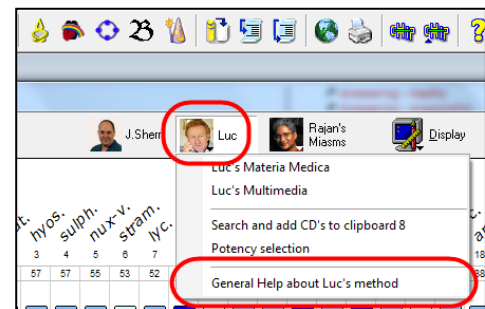 J.Sherr
Luc
Rajan's
Miasms
Display
Luc's Materia Medica
Luc's Multimedia
Search and add CD's to clipboard 8
Potency selection
General Help about Luc's method
hyos.
sulph.
nux-v.
stram.
lyc.
3 4 5 6 7
57 57 55 53 52